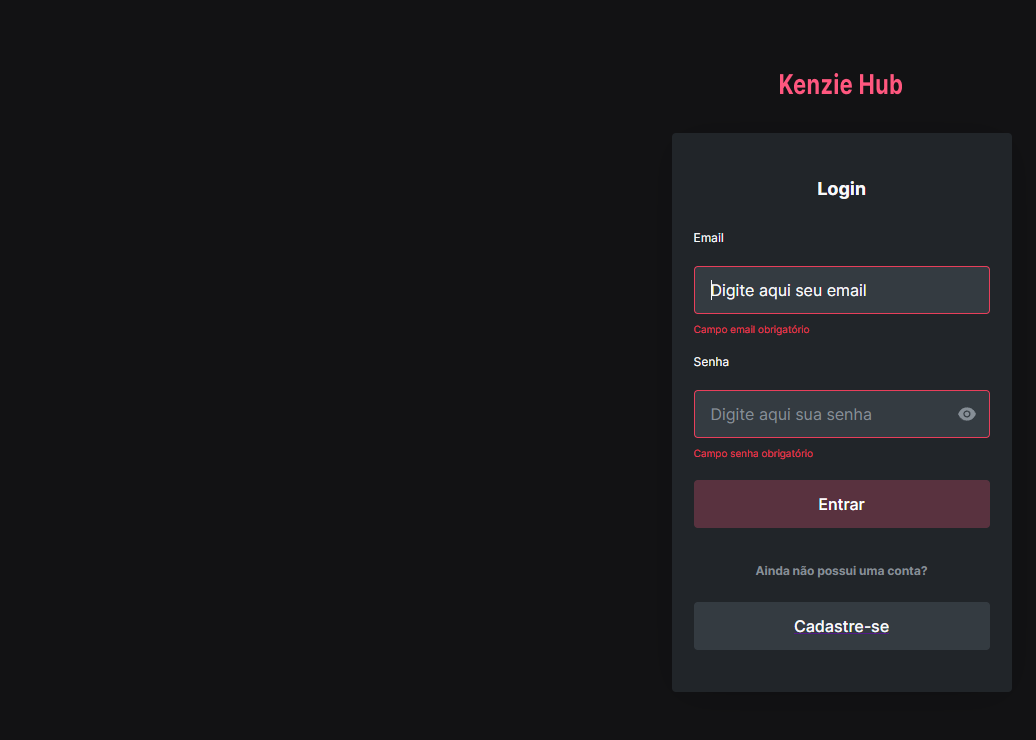 Kenzie Hub
Login
Email
Digite aqui seu email
Campo email obrigatório
Senha
Digite aqui sua senha
Campo senha obrigatório
Entrar
Ainda não possui uma conta?
Cadastre-se